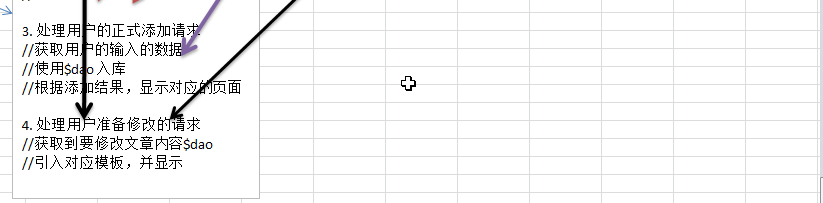 3. 处理用户的正式添加请求
//获取用户的输入的数据
//使用$dao入库
//根据添加结果，显示对应的页面
4. 处理用户准备修改的请求
//获取到要修改文章内容$dao
//引入对应模板，并显示